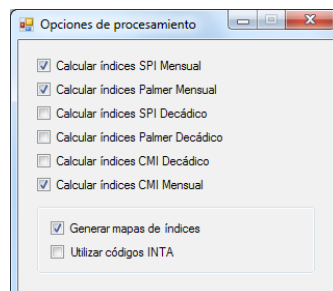 Opciones de procesamiento
Calcular índices SPI Mensual
Calcular índices Palmer Mensual
Calcular índices SPI Decádico
Calcular índices Palmer Decádico
Calcular índices CMI Decádico
Calcular índices CMI Mensual
Generar mapas de índices
Utilizar códigos INTA